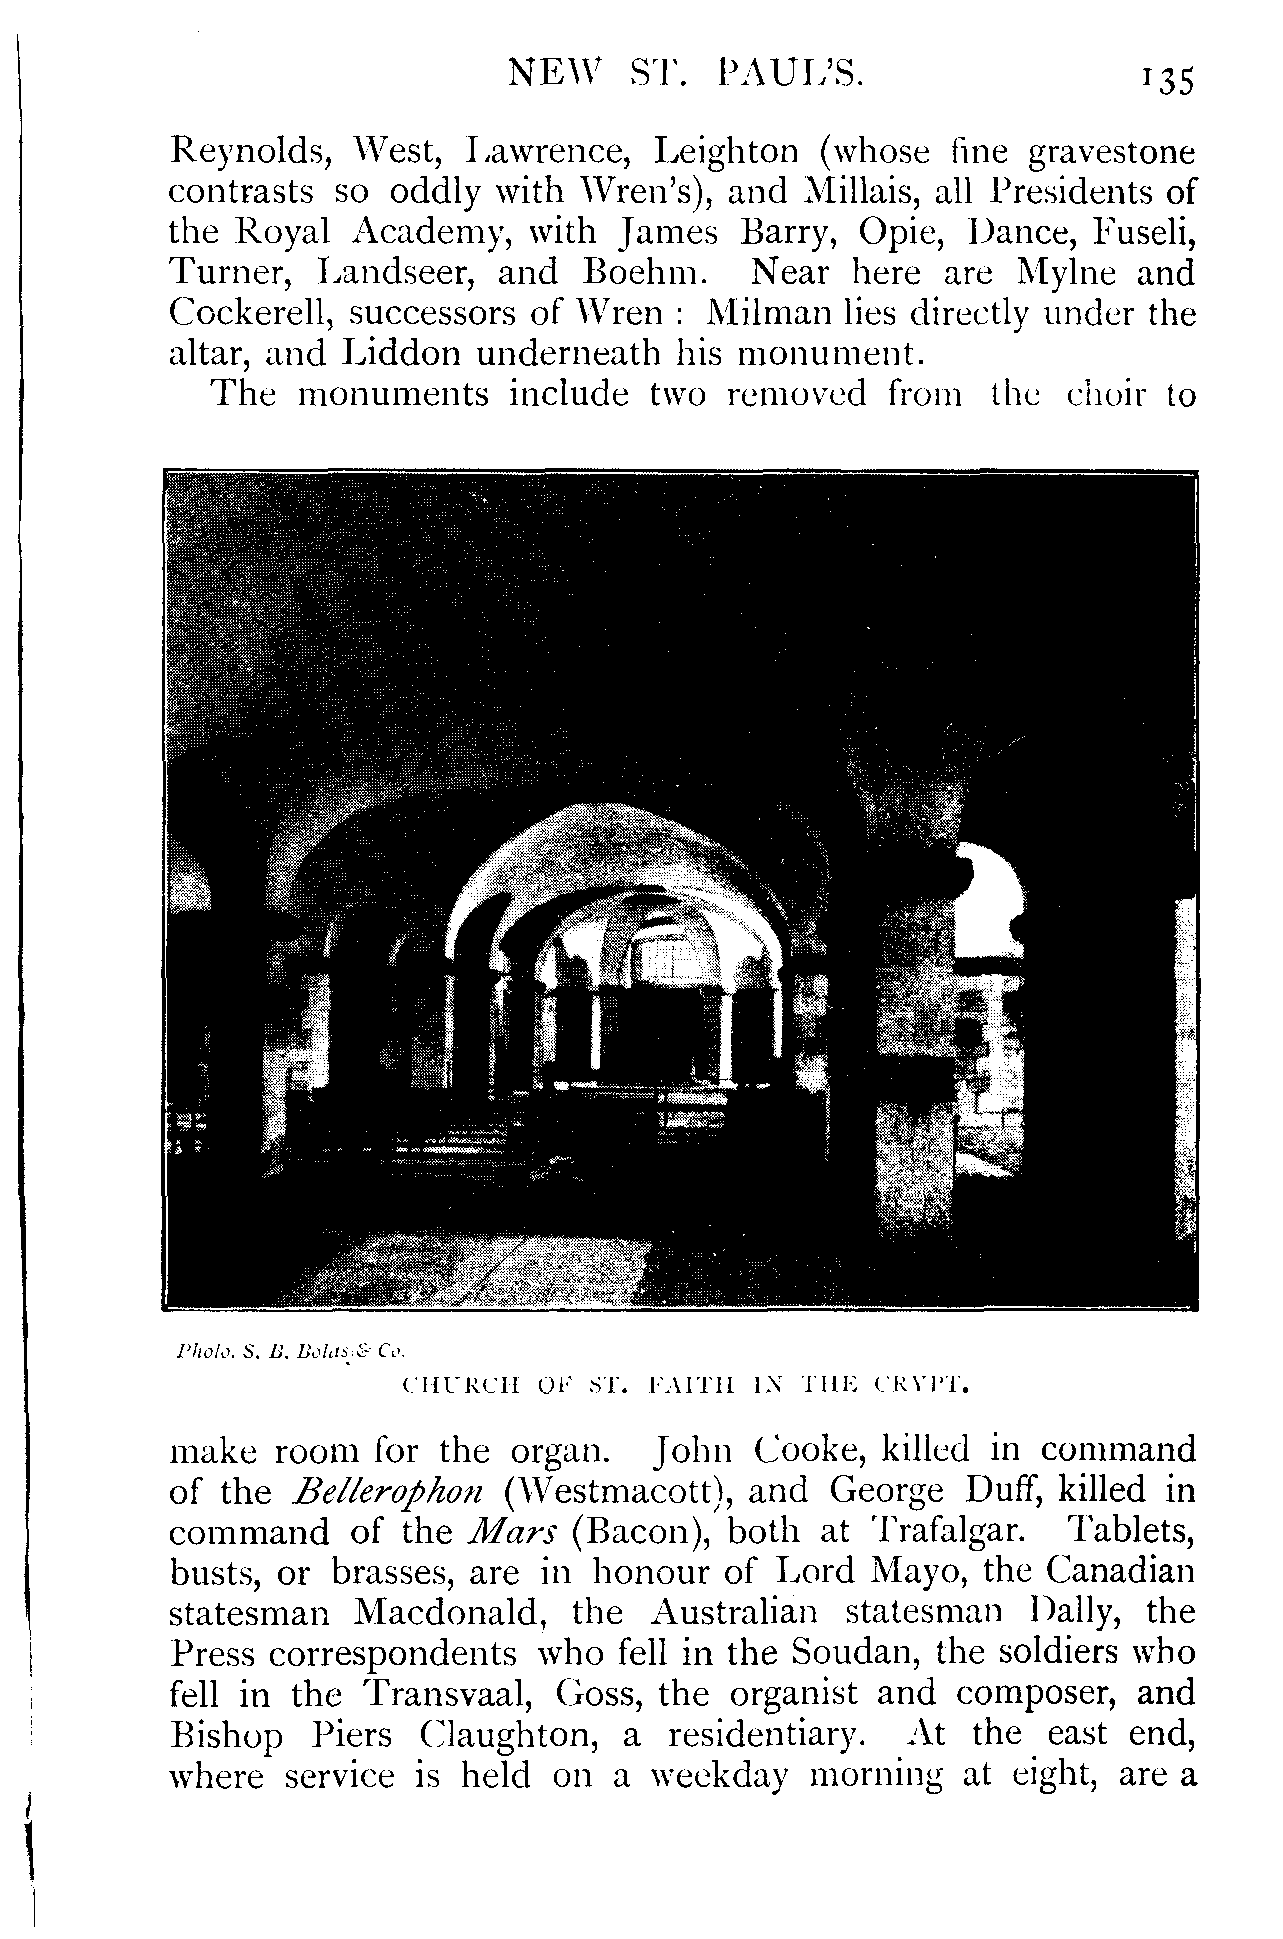 NEW ST. PAUL'S. 135
Reynolds, West, Lawrence, Leighton (whose fine gravestone
contrasts so oddly with Wren's), and Millais, all Presidents of
the Royal Academy, with James Barry, Opie, Dance, Fuseli,
Turner, Landseer, and Boehm. Near here are Mylne and
Cockerell, successors of Wren : Milman lies directly under the
altar, and Liddon underneath his monument.
The monuments include two removed from the choir to
Photo. S. B. Bolas & Co.
CHURCH OF ST. FAITH IN THE CRYPT.
make room for the organ. John Cooke, killed in command
of the Bellerophon (Westmacott), and George Duff, killed in
command of the Mars (Bacon), both at Trafalgar. Tablets,
busts, or brasses, are in honour of Lord Mayo, the Canadian
statesman Macdonald, the Australian statesman Dally, the
Press correspondents who fell in the Soudan, the soldiers who
fell in the Transvaal, Goss, the organist and composer, and
Bishop Piers Claughton, a residentiary. At the east end,
where service is held on a weekday morning at eight, are a